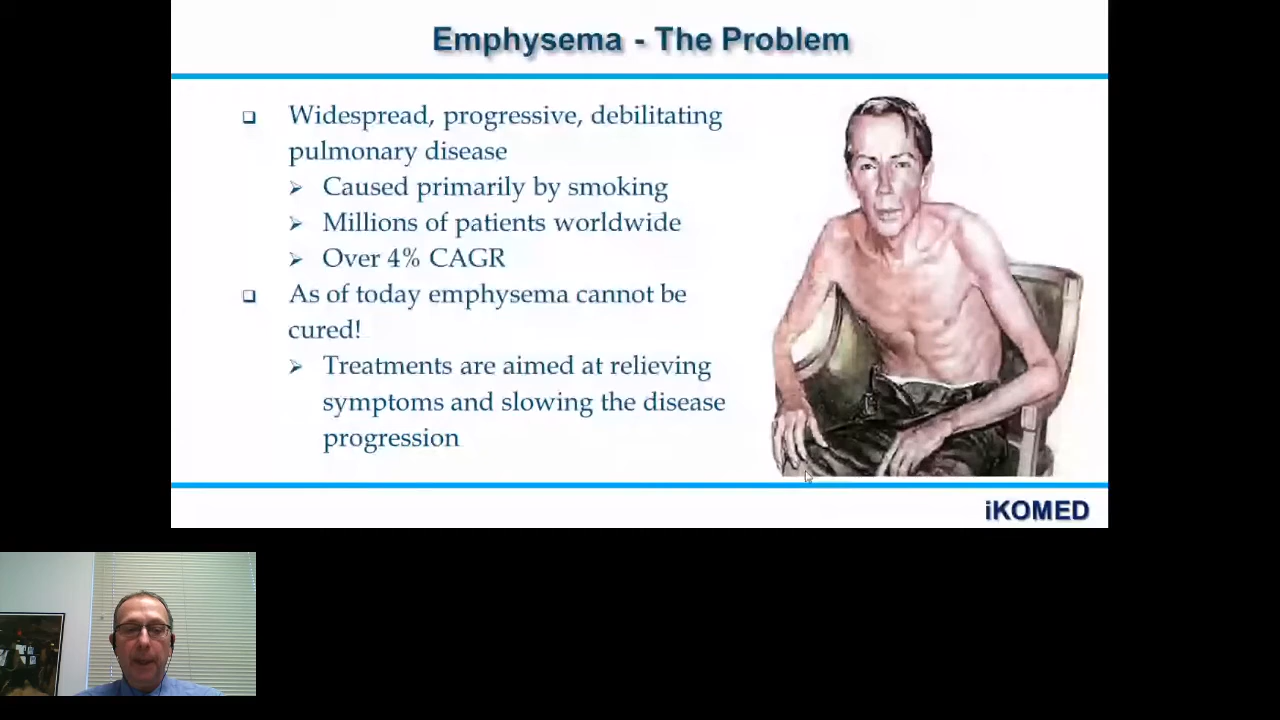 Emphysema - The Problem
Widespread, progressive, debilitating
pulmonary disease
Caused primarily by smoking
Millions of patients worldwide
Over 4% CAGR
As of today emphysema cannot be
cured!
Treatments are aimed at relieving
symptoms and slowing the disease
progression
iKOMED